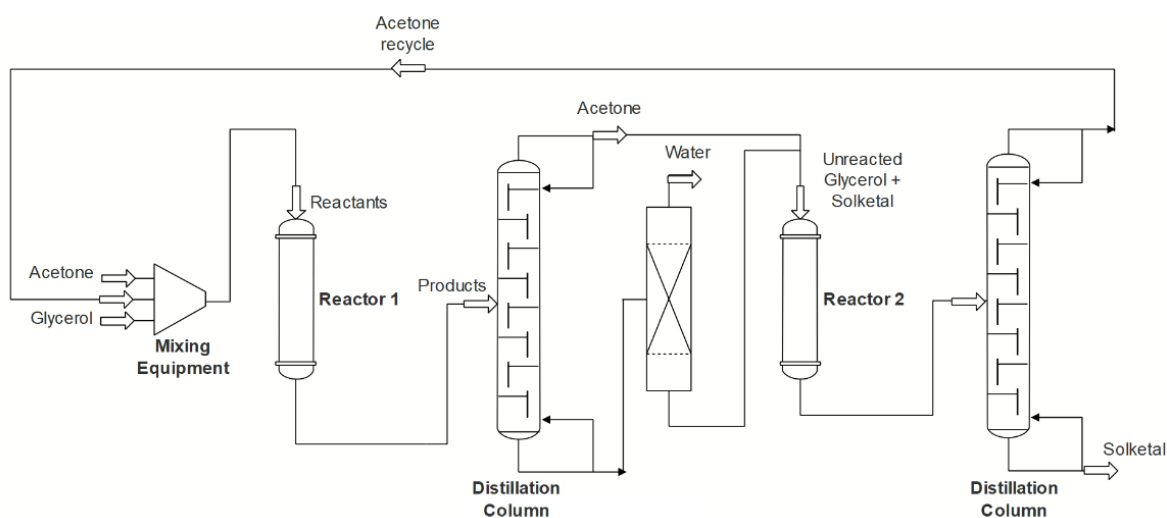 Acetone
recycle
Acetone
Water
Unreacted
Glycerol +
Solketal
Reactants
Acetone
Glycerol
Mixing
Equipment
Reactor 1
Products
Reactor 2
Distillation
Column
Solketal
Distillation
Column